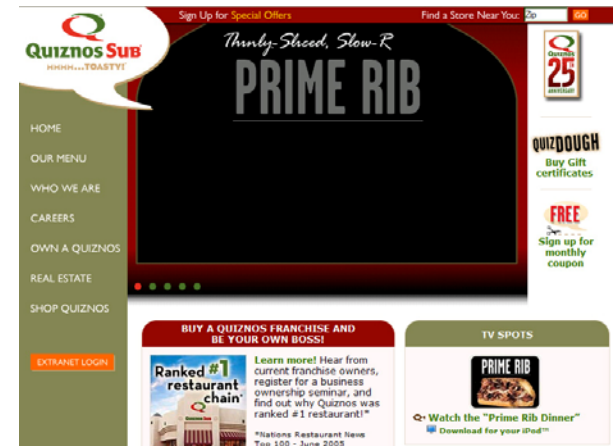 Sign Up for Special Offers
Find a Store Near You: Zip GO
QUIZNOS SUB
MMMM...TOASTY!
Thinly-Sliced, Slow-R
PRIME RIB
HOME
OUR MENU
WHO WE ARE
CAREERS
OWN A QUIZNOS
REAL ESTATE
SHOP QUIZNOS
EXTRANET LOGIN
QUIZNOS
25TH
ANNIVERSARY
QUIZDOUGH
Buy Gift
certificates
FREE
Sign up for
monthly
coupon
BUY A QUIZNOS FRANCHISE AND
BE YOUR OWN BOSS!
Ranked #1
restaurant
chain*
Learn more! Hear from
current franchise owners,
register for a business
ownership seminar, and
find out why Quiznos was
ranked #1 restaurant!*
*Nations Restaurant News
Top 100 - June 2005
TV SPOTS
PRIME RIB
Watch the "Prime Rib Dinner"
Download for your iPod™